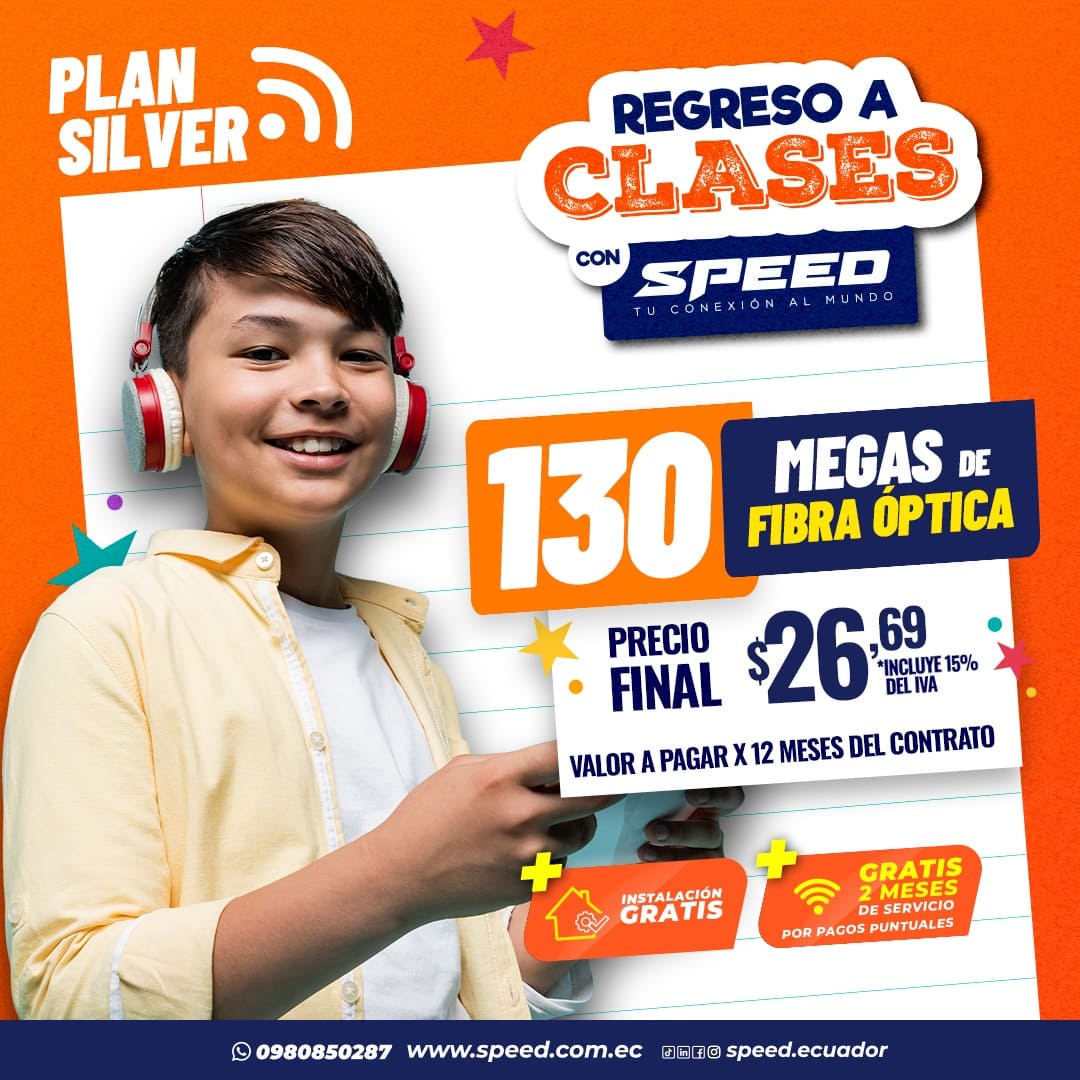 PLAN
SILVER
REGRESO A
CLASES
CON
SPEED
TU CONEXIÓN AL MUNDO
130
MEGAS DE
FIBRA ÓPTICA
PRECIO
FINAL
$26,69
*INCLUYE 15%
DEL IVA
VALOR A PAGAR X 12 MESES DEL CONTRATO
+
INSTALACIÓN
GRATIS
+
GRATIS
2 MESES
DE SERVICIO
POR PAGOS PUNTUALES
0980850287 www.speed.com.ec speed.ecuador